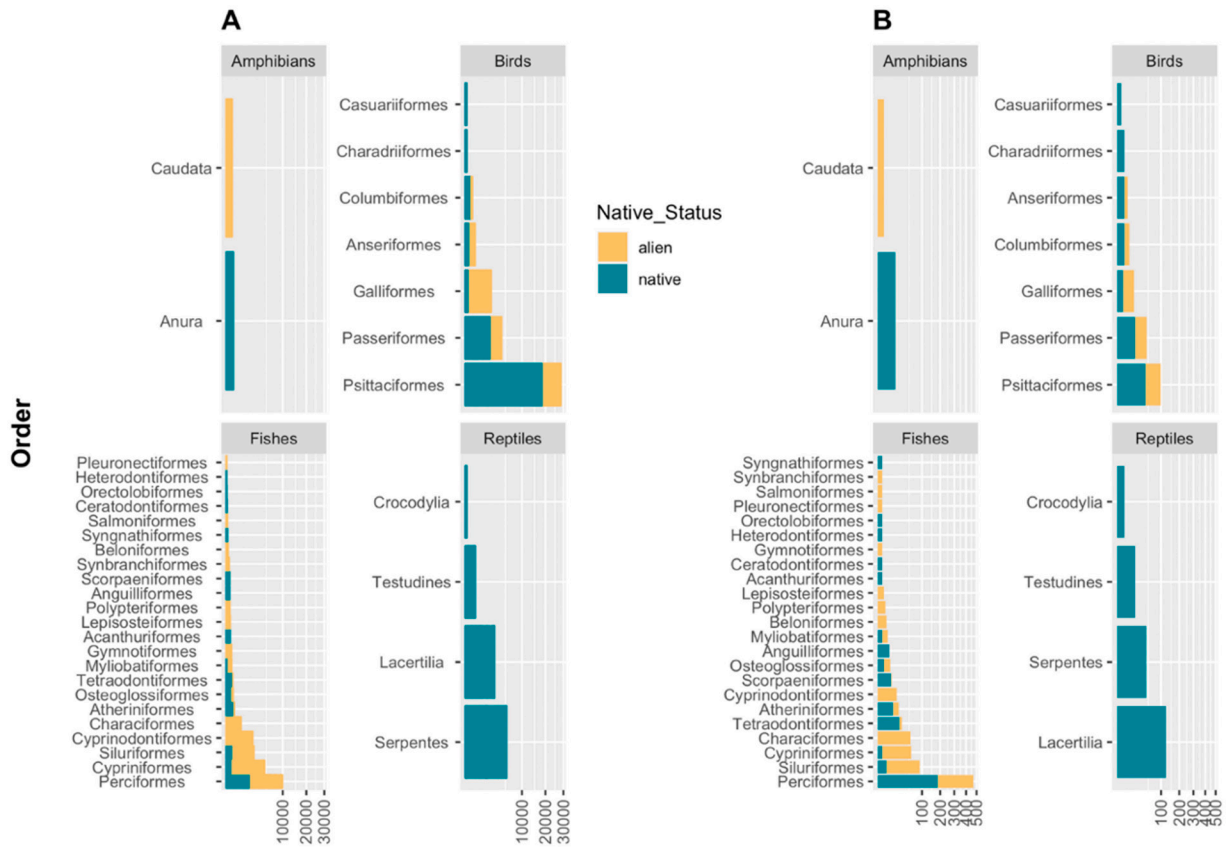 A
B
Order
Amphibians
Caudata
Anura
Birds
Casuariiformes
Charadriiformes
Columbiformes
Anseriformes
Galliformes
Passeriformes
Psittaciformes
Native_Status
alien
native
Amphibians
Caudata
Anura
Birds
Casuariiformes
Charadriiformes
Anseriformes
Columbiformes
Galliformes
Passeriformes
Psittaciformes
Fishes
Pleuronectiformes
Heterodontiformes
Orectolobiformes
Ceratodontiformes
Salmoniformes
Syngnathiformes
Beloniformes
Synbranchiformes
Scorpaeniformes
Anguilliformes
Polypteriformes
Lepisosteiformes
Acanthuriformes
Gymnotiformes
Myliobatiformes
Tetraodontiformes
Osteoglossiformes
Atheriniformes
Characiformes
Cyprinodontiformes
Siluriformes
Cypriniformes
Perciformes
10000
20000
30000
Reptiles
Crocodylia
Testudines
Lacertilia
Serpentes
10000
20000
30000
Fishes
Syngnathiformes
Synbranchiformes
Salmoniformes
Pleuronectiformes
Orectolobiformes
Heterodontiformes
Gymnotiformes
Ceratodontiformes
Acanthuriformes
Lepisosteiformes
Polypteriformes
Beloniformes
Myliobatiformes
Anguilliformes
Osteoglossiformes
Scorpaeniformes
Cyprinodontiformes
Atheriniformes
Tetraodontiformes
Characiformes
Cypriniformes
Siluriformes
Perciformes
100
200
300
400
500
Reptiles
Crocodylia
Testudines
Serpentes
Lacertilia
100
200
300
400
500